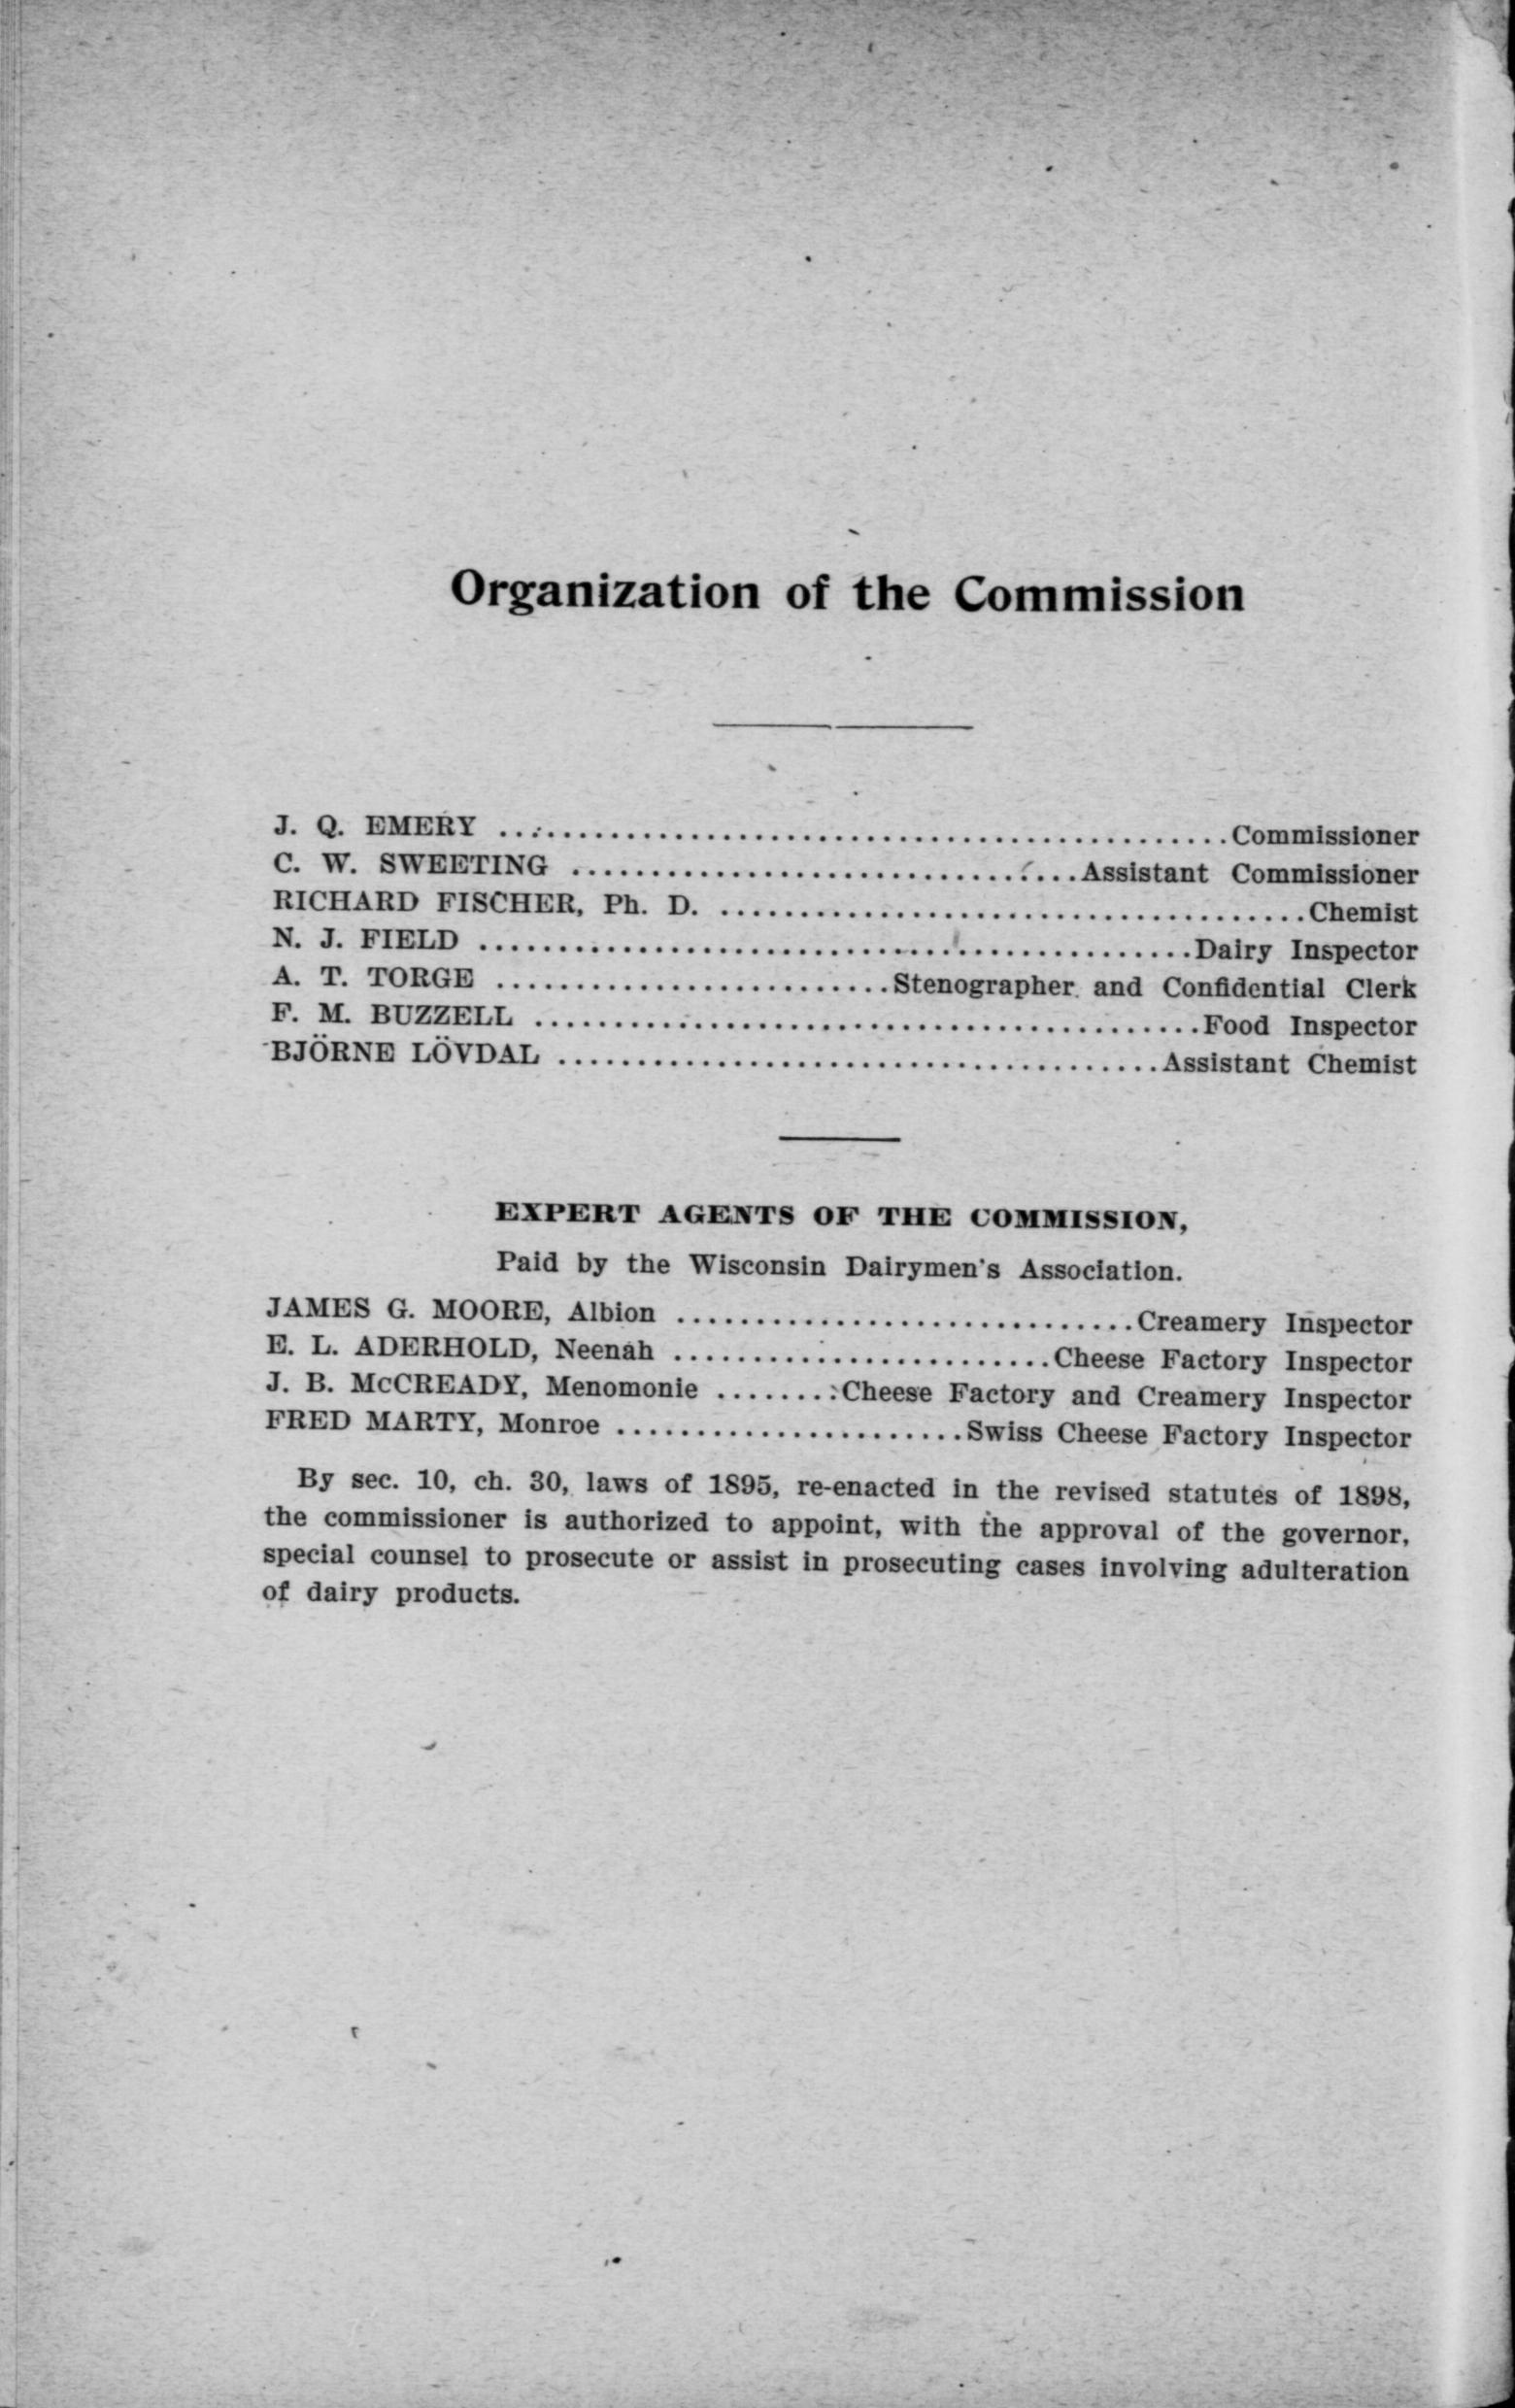 Organization of the Commission
J. Q. EMERY ................................................Commissioner
C. W. SWEETING ................................Assistant Commissioner
RICHARD FISCHER, Ph. D. .....................................Chemist
N. J. FIELD .............................................Dairy Inspector
A. T. TORGE .........................Stenographer and Confidential Clerk
F. M. BUZZELL ..........................................Food Inspector
BJÖRNE LÖVDAL ......................................Assistant Chemist
EXPERT AGENTS OF THE COMMISSION,
Paid by the Wisconsin Dairymen's Association.
JAMES G. MOORE, Albion .............................Creamery Inspector
E. L. ADERHOLD, Neenah ........................Cheese Factory Inspector
J. B. McCREADY, Menomonie ........Cheese Factory and Creamery Inspector
FRED MARTY, Monroe ......................Swiss Cheese Factory Inspector
By sec. 10, ch. 30, laws of 1895, re-enacted in the revised statutes of 1898,
the commissioner is authorized to appoint, with the approval of the governor,
special counsel to prosecute or assist in prosecuting cases involving adulteration
of dairy products.